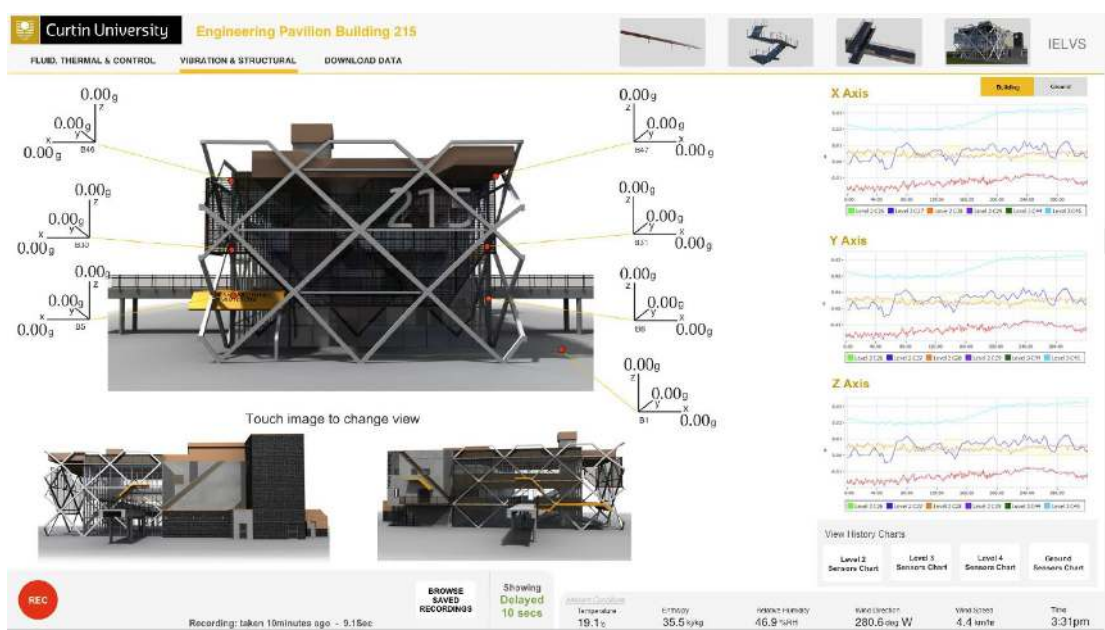 Curtin University
Engineering Pavilion Building 215
IELVS
FLUID, THERMAL & CONTROL
VIBRATION & STRUCTURAL
DOWNLOAD DATA
0.00g
z
0.00g
y
x
0.00g
B46
0.00g
z
0.00g
y
x
0.00g
0.00g
z
0.00g
y
x
0.00g
B5
0.00g
z
0.00g
y
x
0.00g
B47
0.00g
z
0.00g
y
x
0.00g
B31
0.00g
z
0.00g
y
x
0.00g
B6
0.00g
z
0.00g
y
x
0.00g
B1
215
Building
Ground
X Axis
Y Axis
Z Axis
Touch image to change view
View History Charts
Level 2
Sensors Chart
Level 3
Sensors Chart
Level 4
Sensors Chart
Ground
Sensors Chart
REC
Recording: taken 10minutes ago - 9.1Sec
BROWSE
SAVED
RECORDINGS
Showing
Delayed
10 secs
Temperature
19.1c
Enthalpy
35.5 kj/kg
Relative Humidity
46.9 %RH
Wind Direction
280.6 deg W
Wind Speed
4.4 km/hr
Time
3:31pm